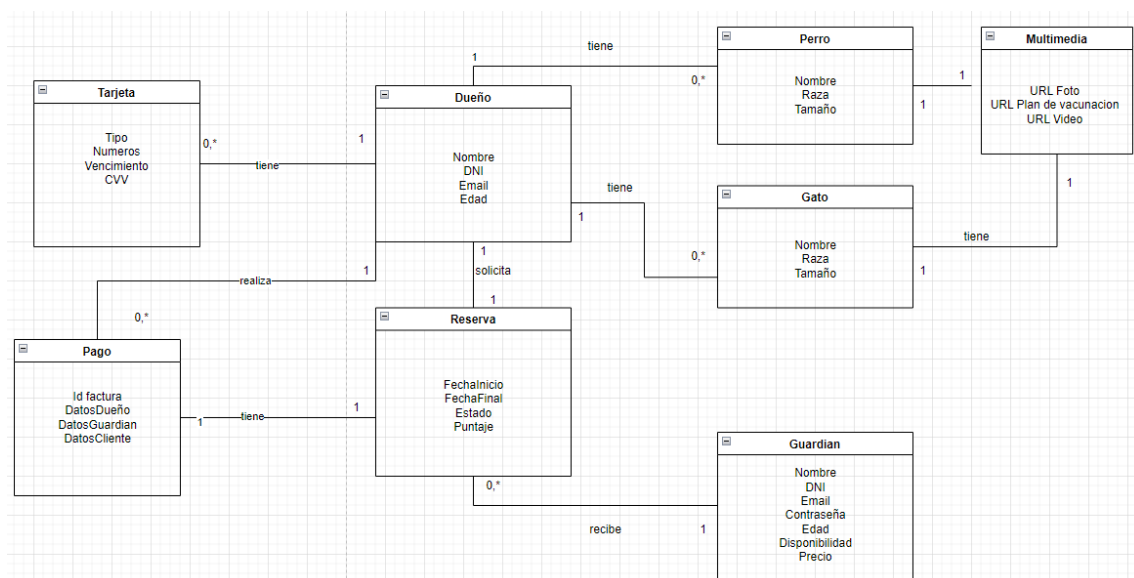 Tarjeta
Tipo
Numeros
Vencimiento
CVV
0,*
tiene
1
Dueño
Nombre
DNI
Email
Edad
1
tiene
0,*
Perro
Nombre
Raza
Tamaño
1
1
Multimedia
URL Foto
URL Plan de vacunacion
URL Video
1
tiene
1
0,*
Gato
Nombre
Raza
Tamaño
1
tiene
1
1
solicita
1
1
realiza
0,*
Pago
Id factura
DatosDueño
DatosGuardian
DatosCliente
1
tiene
1
Reserva
FechaInicio
FechaFinal
Estado
Puntaje
0,*
recibe
1
Guardian
Nombre
DNI
Email
Contraseña
Edad
Disponibilidad
Precio